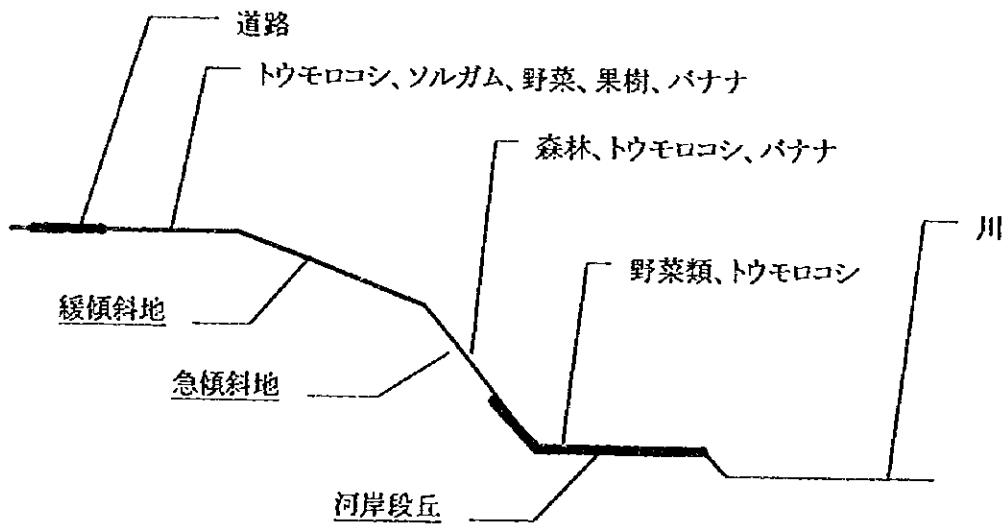 道路
トウモロコシ、ソルガム、野菜、果樹、バナナ
森林、トウモロコシ、バナナ
川
野菜類、トウモロコシ
緩傾斜地
急傾斜地
河岸段丘